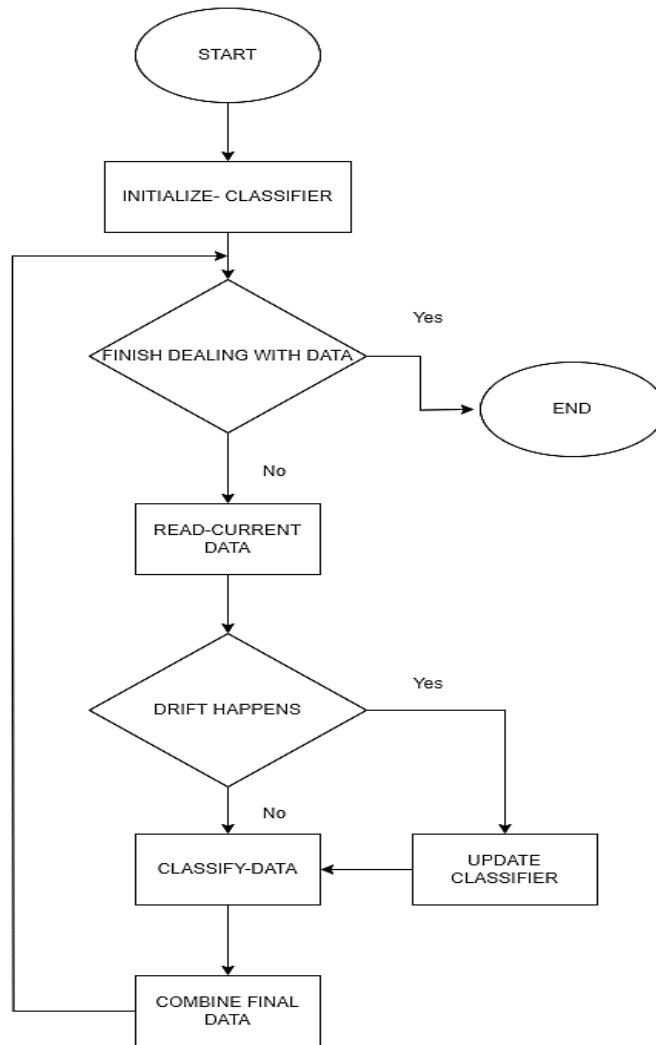 START
INITIALIZE- CLASSIFIER
Yes
FINISH DEALING WITH DATA
END
No
READ-CURRENT
DATA
Yes
DRIFT HAPPENS
No
CLASSIFY-DATA
UPDATE
CLASSIFIER
COMBINE FINAL
DATA